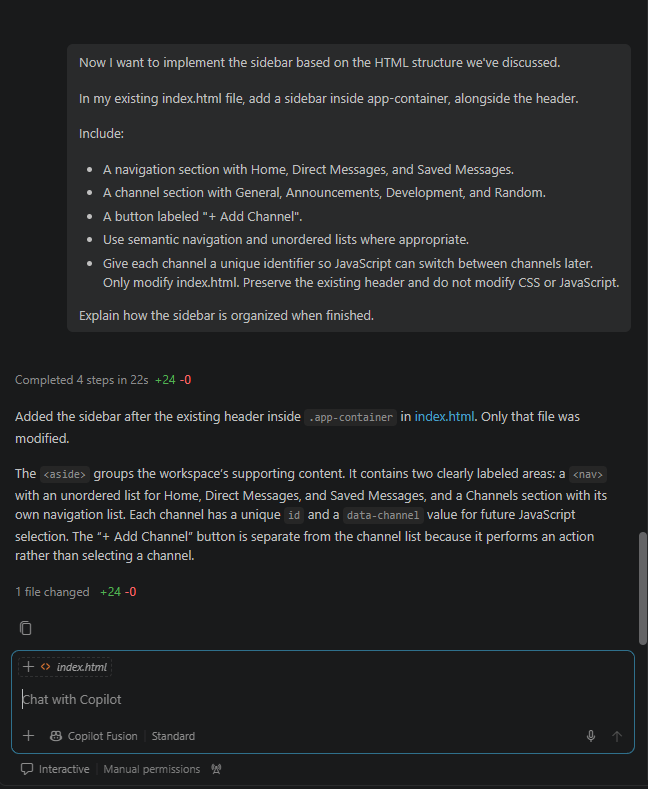 Now I want to implement the sidebar based on the HTML structure we've discussed.
In my existing index.html file, add a sidebar inside app-container, alongside the header.
Include:
• A navigation section with Home, Direct Messages, and Saved Messages.
• A channel section with General, Announcements, Development, and Random.
• A button labeled "+ Add Channel".
• Use semantic navigation and unordered lists where appropriate.
• Give each channel a unique identifier so JavaScript can switch between channels later.
Only modify index.html. Preserve the existing header and do not modify CSS or JavaScript.
Explain how the sidebar is organized when finished.
Completed 4 steps in 22s +24 -0
Added the sidebar after the existing header inside .app-container in index.html. Only that file was
modified.
The <aside> groups the workspace's supporting content. It contains two clearly labeled areas: a <nav>
with an unordered list for Home, Direct Messages, and Saved Messages, and a Channels section with its
own navigation list. Each channel has a unique id and a data-channel value for future JavaScript
selection. The “+ Add Channel” button is separate from the channel list because it performs an action
rather than selecting a channel.
1 file changed +24 -0
+ <> index.html
Chat with Copilot
+ Copilot Fusion | Standard
Interactive | Manual permissions